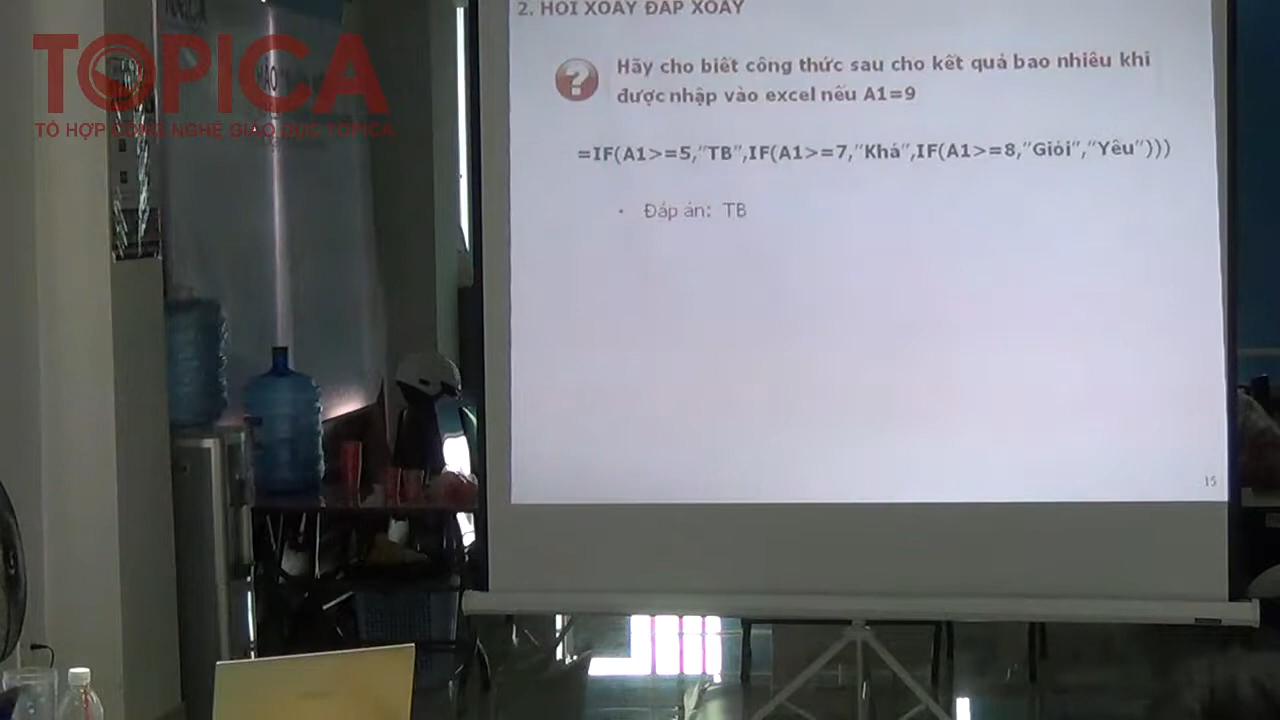 TOPICA
TỔ HỢP CÔNG NGHỆ GIÁO DỤC TOPICA
2. HỎI XOÁY ĐÁP XOÁY
Hãy cho biết công thức sau cho kết quả bao nhiêu khi
được nhập vào excel nếu A1=9
=IF(A1>=5,"TB",IF(A1>=7,"Khá",IF(A1>=8,"Giỏi","Yếu")))
• Đáp án: TB
15